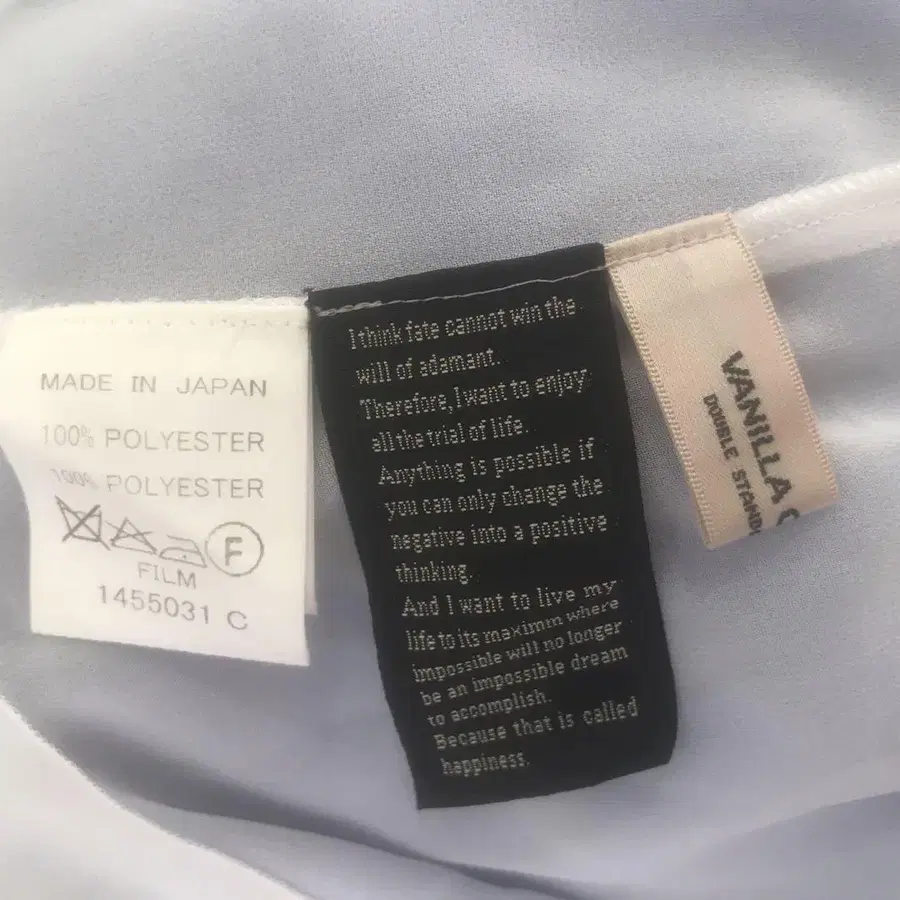 MADE IN JAPAN
100% POLYESTER
100% POLYESTER
F
FILM
1455031 C
I think fate cannot win the
will of adamant.
Therefore, I want to enjoy
all the trial of life.
Anything is possible if
you can only change the
negative into a positive
thinking.
And I want to live my
life to its maximm where
impossible will no longer
be an impossible dream
to accomplish.
Because that is called
happiness.
VANILLA
DOUBLE